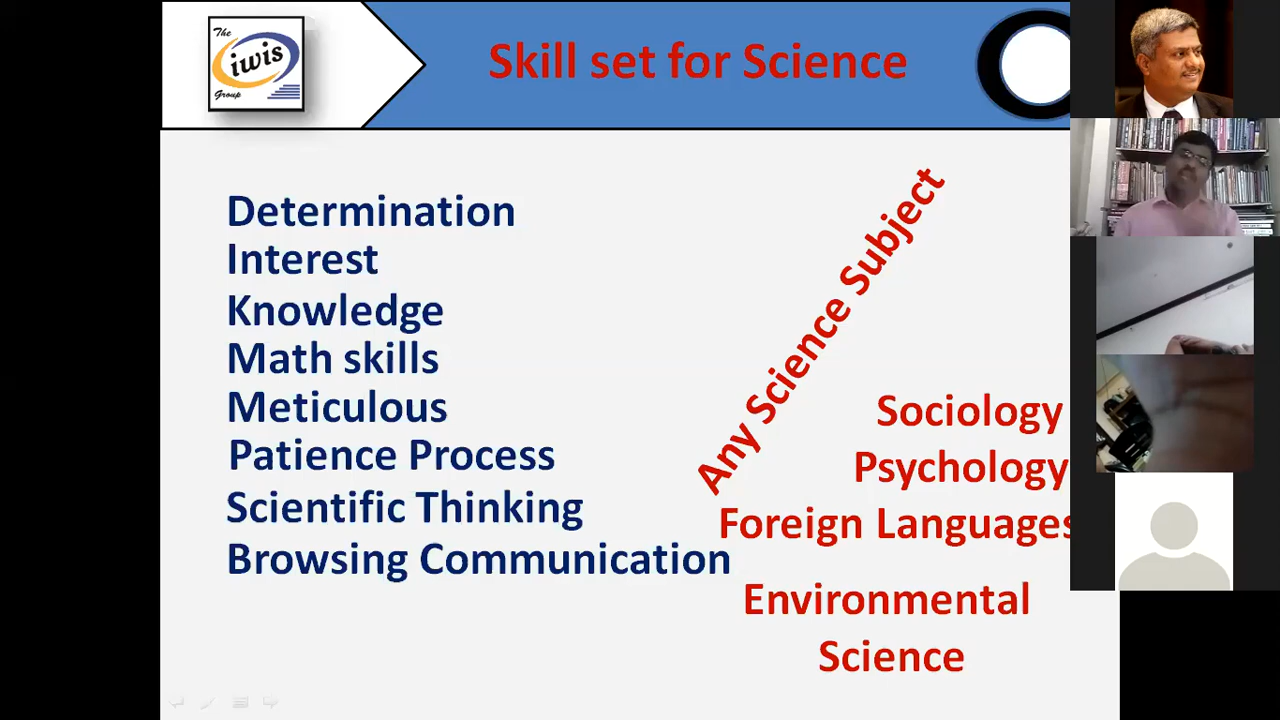 The
iwis
Group
Skill set for Science
Determination
Interest
Knowledge
Math skills
Meticulous
Patience Process
Scientific Thinking
Browsing Communication
Any Science Subject
Sociology
Psychology
Foreign Languages
Environmental
Science